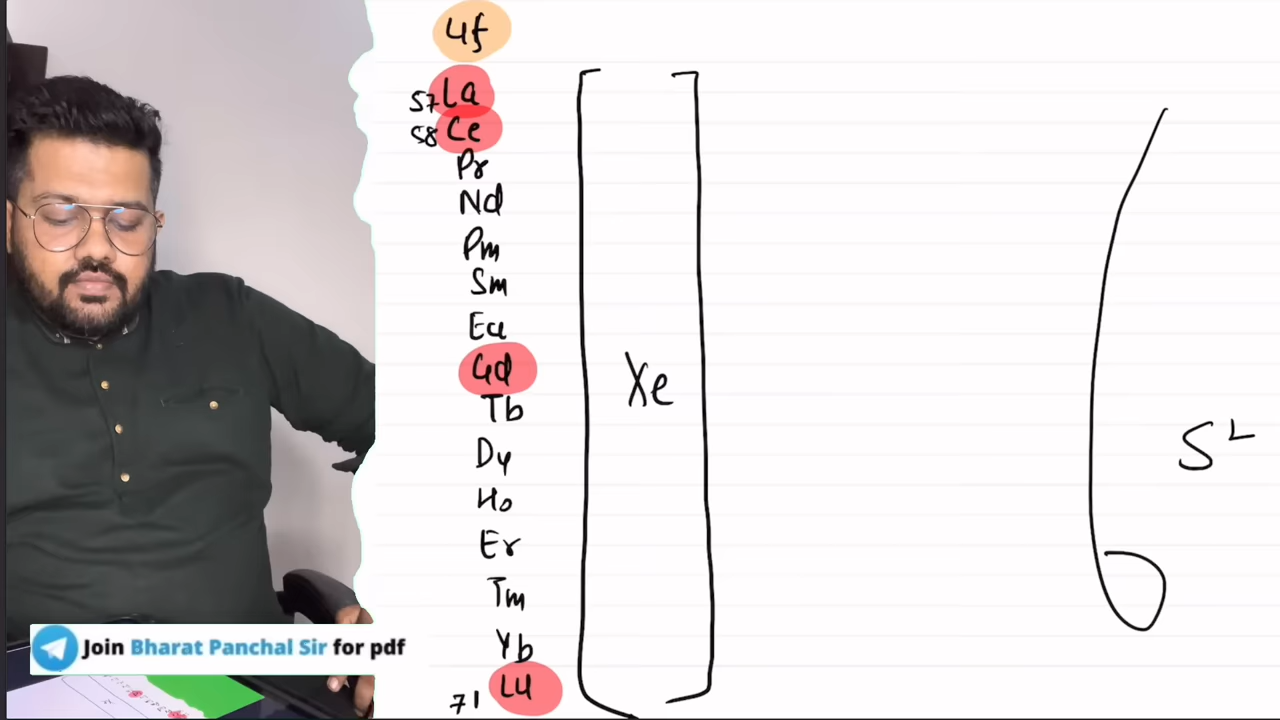 4f
57 La
58 Ce
Pr
Nd
Pm
Sm
Eu
Gd
Tb
Dy
Ho
Er
Tm
Yb
71 Lu
[Xe]
S²
Join Bharat Panchal Sir for pdf